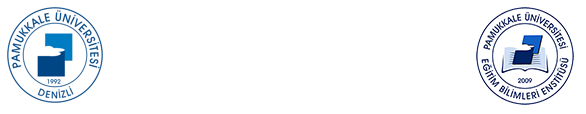 PAMUKKALE ÜNİVERSİTESİ
1992
DENİZLİ
PAMUKKALE ÜNİVERSİTESİ
2009
EĞİTİM BİLİMLERİ ENSTİTÜSÜ